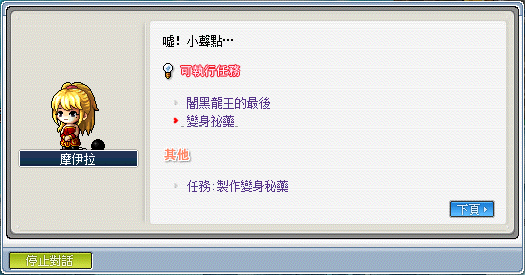 噓! 小聲點…
可執行任務
闇黑龍王的最後
變身祕藥
其他
任務:製作變身秘藥
摩伊拉
下頁
停止對話